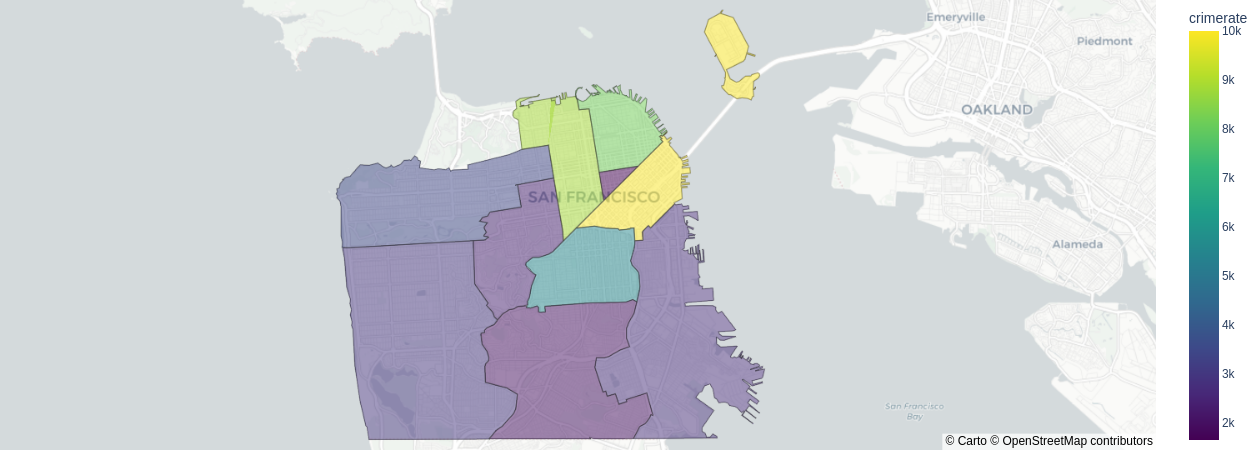 crimerate
10k
9k
8k
7k
6k
5k
4k
3k
2k
Emeryville
Piedmont
OAKLAND
SAN FRANCISCO
Alameda
San Francisco
Bay
© Carto © OpenStreetMap contributors